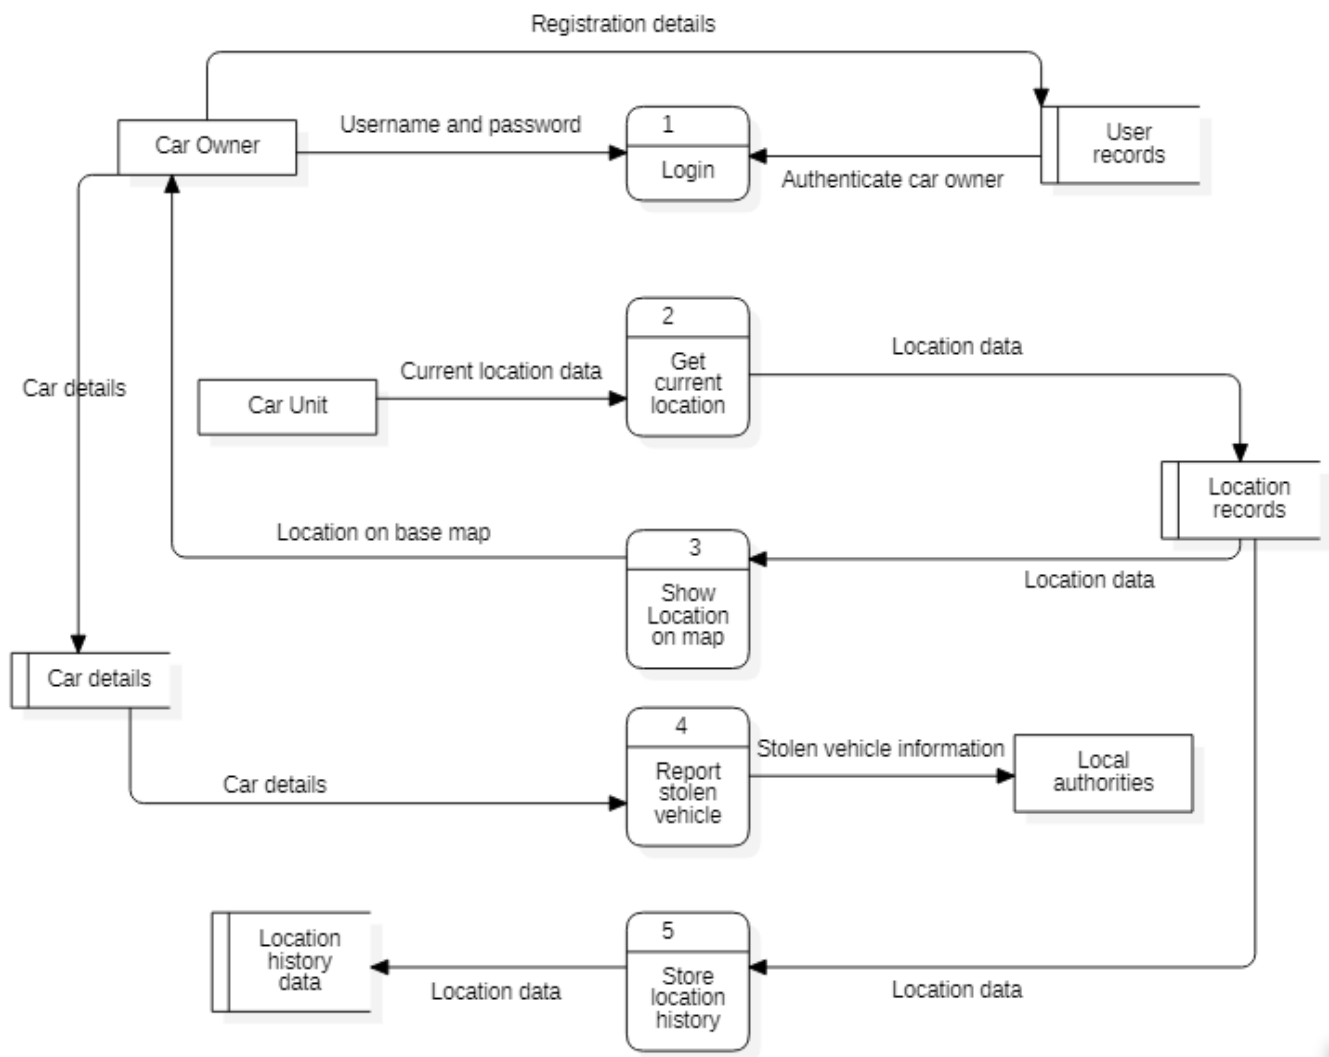 Registration details
Username and password
1
Car Owner
Login
User
records
Authenticate car owner
2
Current location data
Location data
Car details
Car Unit
Get
current
location
Location
records
Location on base map
3
Location data
Show
Location
on map
Car details
4
Stolen vehicle information
Car details
Report
stolen
vehicle
Local
authorities
5
Location
history
data
Location data
Store
location
history
Location data